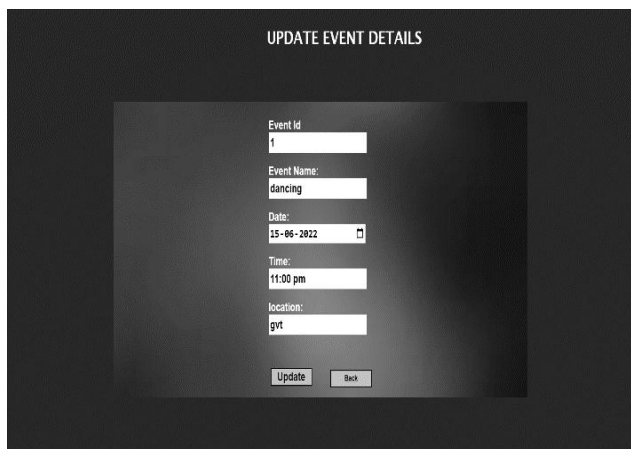 UPDATE EVENT DETAILS
Event Id
1
Event Name:
dancing
Date:
15-06-2022
Time:
11:00 pm
location:
gvt
Update Back